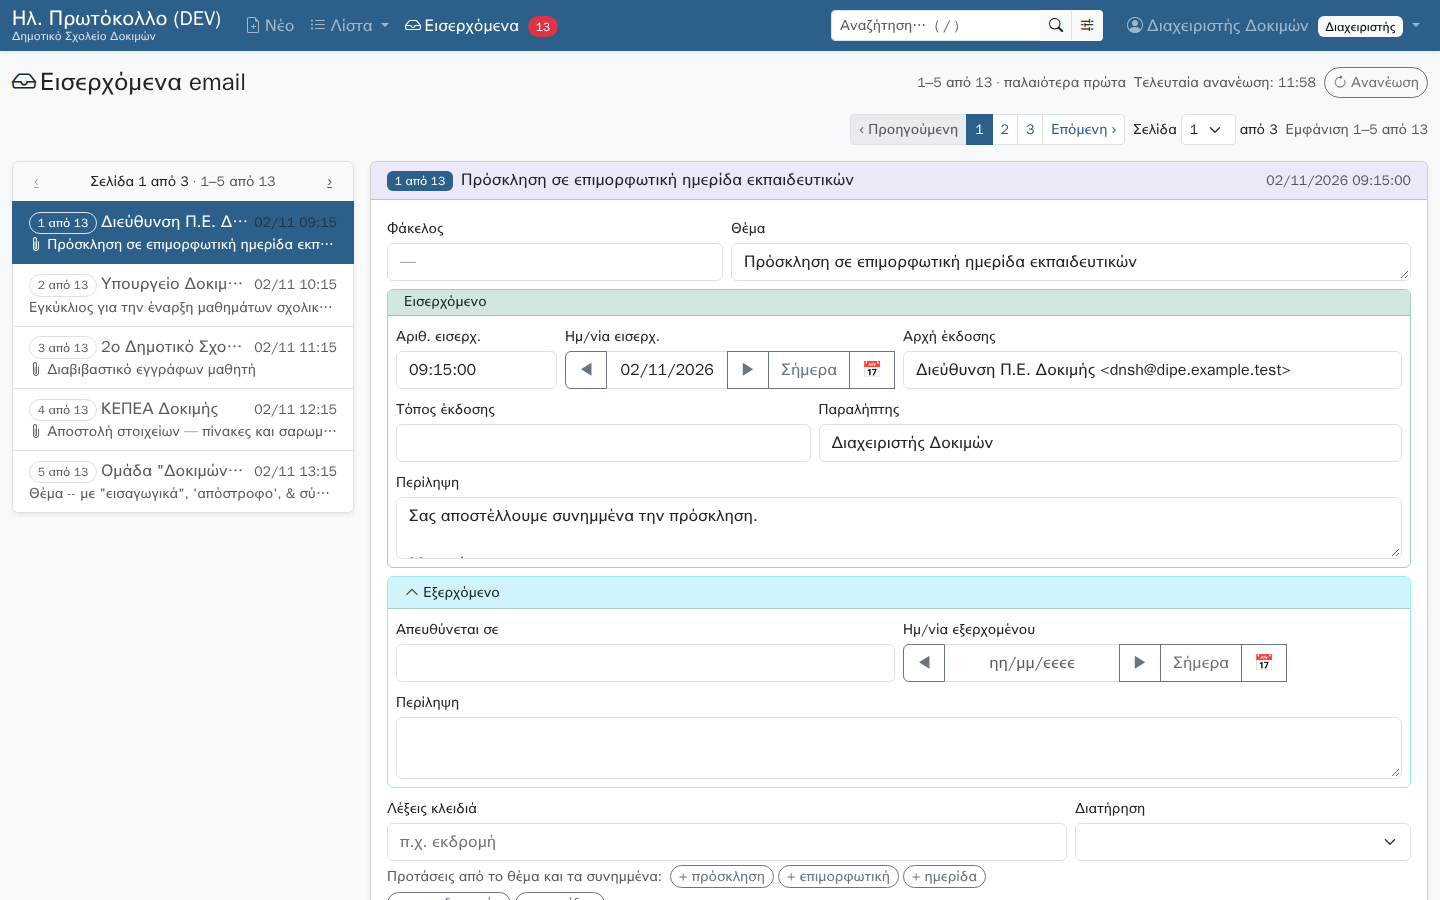 Ηλ. Πρωτόκολλο (DEV)
Δημοτικό Σχολείο Δοκιμών
Νέο
Λίστα
Εισερχόμενα 13
Αναζήτηση… ( / )
Διαχειριστής Δοκιμών Διαχειριστής
Εισερχόμενα email
1–5 από 13 · παλαιότερα πρώτα Τελευταία ανανέωση: 11:58 Ανανέωση
‹ Προηγούμενη 1 2 3 Επόμενη › Σελίδα 1 από 3 Εμφάνιση 1–5 από 13
‹ Σελίδα 1 από 3 · 1–5 από 13 ›
1 από 13 Διεύθυνση Π.Ε. Δ… 02/11 09:15
Πρόσκληση σε επιμορφωτική ημερίδα εκπ…
2 από 13 Υπουργείο Δοκιμ… 02/11 10:15
Εγκύκλιος για την έναρξη μαθημάτων σχολικ…
3 από 13 2ο Δημοτικό Σχο… 02/11 11:15
Διαβιβαστικό εγγράφων μαθητή
4 από 13 ΚΕΠΕΑ Δοκιμής 02/11 12:15
Αποστολή στοιχείων — πίνακες και σαρωμ…
5 από 13 Ομάδα "Δοκιμών… 02/11 13:15
Θέμα -- με "εισαγωγικά", 'απόστροφο', & σύ…
1 από 13 Πρόσκληση σε επιμορφωτική ημερίδα εκπαιδευτικών 02/11/2026 09:15:00
Φάκελος Θέμα
— Πρόσκληση σε επιμορφωτική ημερίδα εκπαιδευτικών
Εισερχόμενο
Αριθ. εισερχ. Ημ/νία εισερχ. Αρχή έκδοσης
09:15:00 ◀ 02/11/2026 ▶ Σήμερα Διεύθυνση Π.Ε. Δοκιμής <dnsh@dipe.example.test>
Τόπος έκδοσης Παραλήπτης
Διαχειριστής Δοκιμών
Περίληψη
Σας αποστέλλουμε συνημμένα την πρόσκληση.
Εξερχόμενο
Απευθύνεται σε Ημ/νία εξερχομένου
◀ ηη/μμ/εεεε ▶ Σήμερα
Περίληψη
Λέξεις κλειδιά Διατήρηση
π.χ. εκδρομή
Προτάσεις από το θέμα και τα συνημμένα: + πρόσκληση + επιμορφωτική + ημερίδα